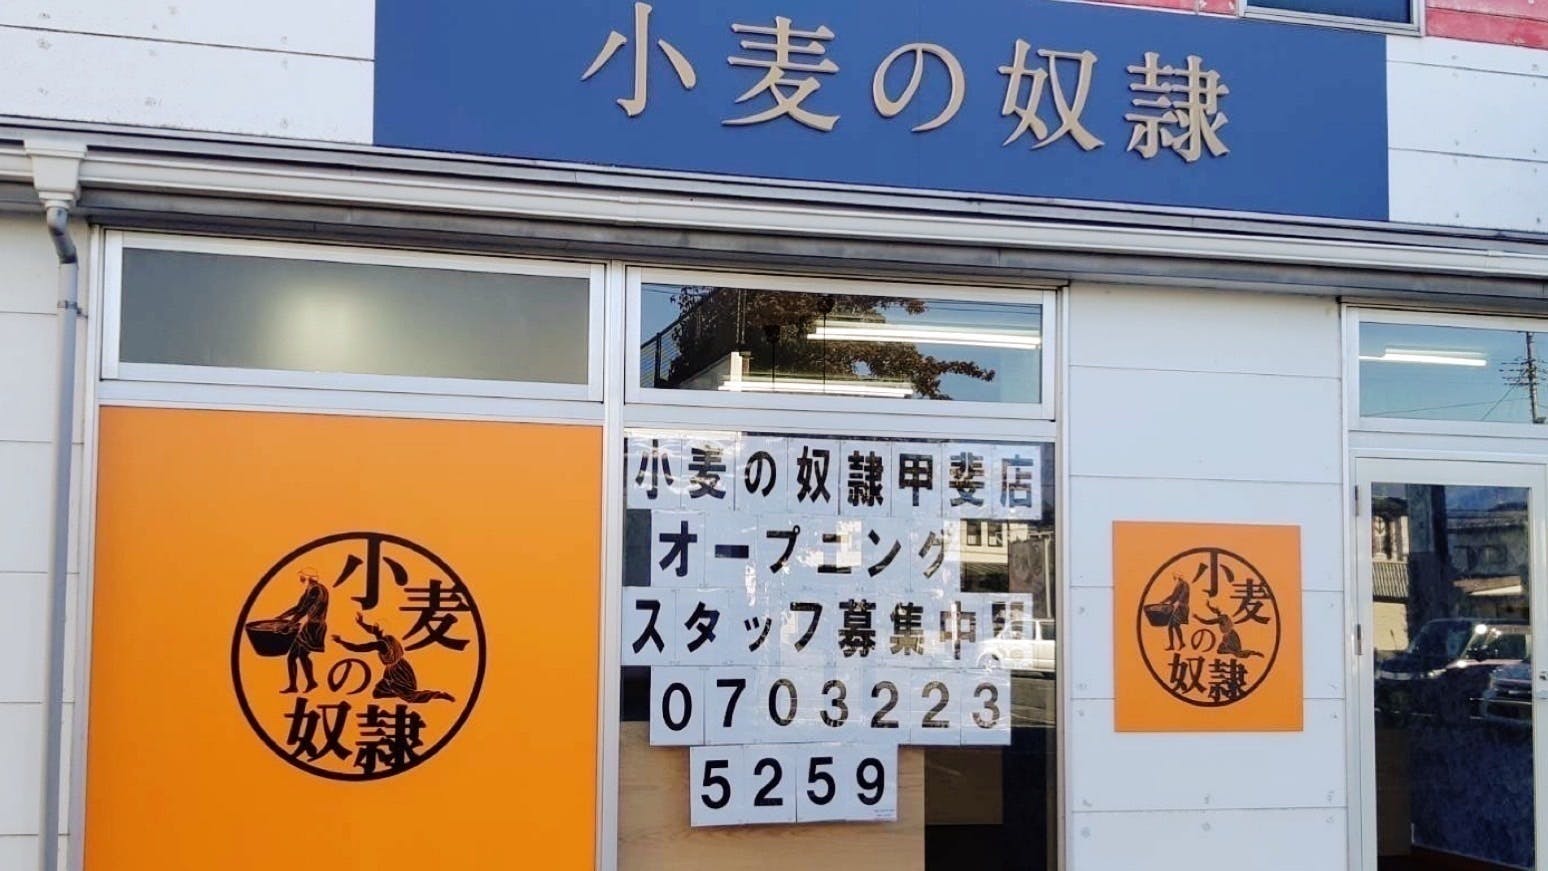 小麦の奴隷
小麦の奴隷甲斐店
オープニング
スタッフ募集中
0703223
5259
小麦
の
奴隷
小麦
の
奴隷